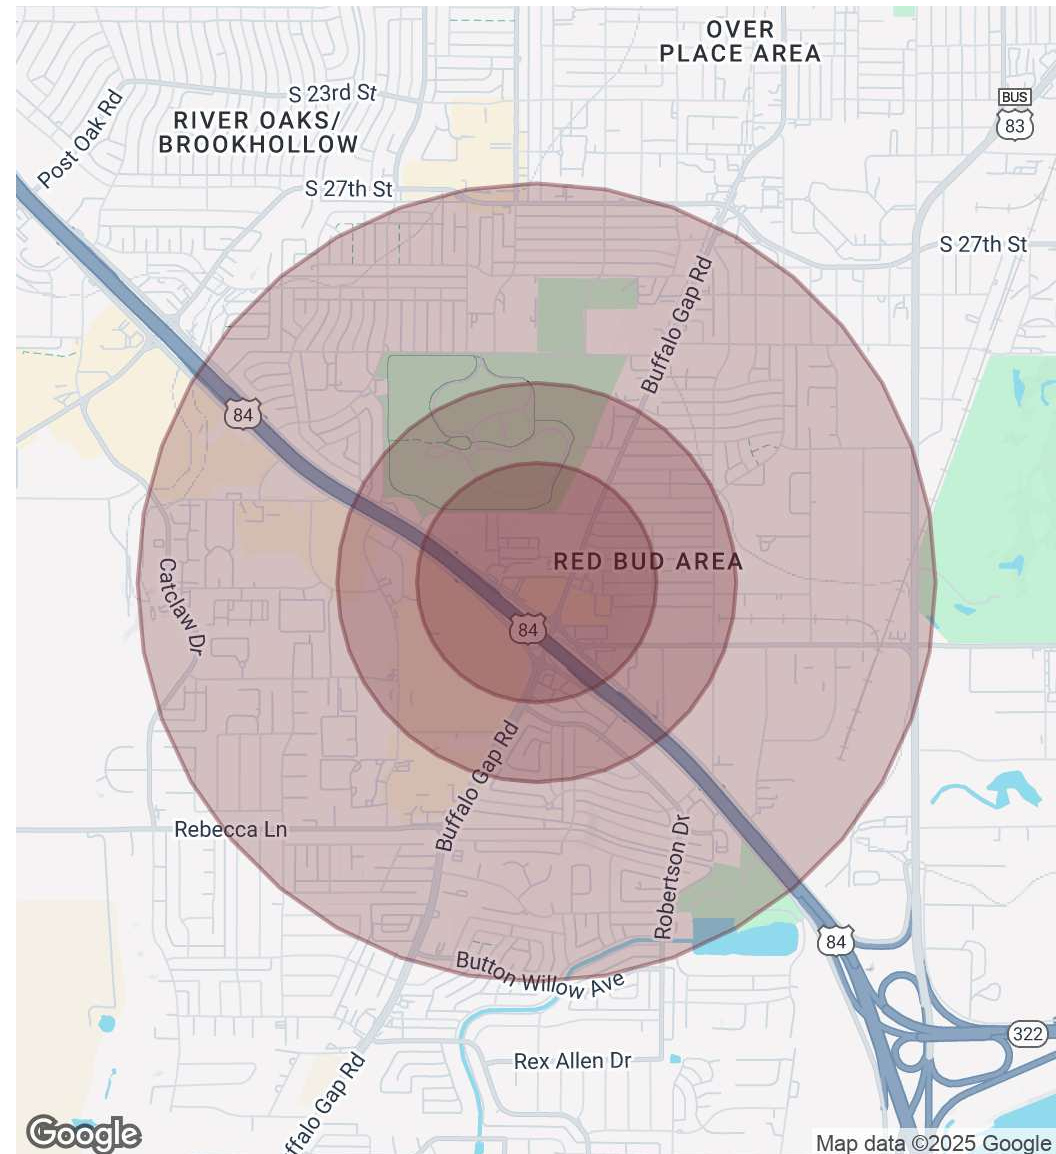 OVER
PLACE AREA
S 23rd St
BUS
83
Post Oak Rd
RIVER OAKS/
BROOKHOLLOW
S 27th St
S 27th St
Buffalo Gap Rd
84
RED BUD AREA
Catclaw Dr
84
Buffalo Gap Rd
Rebecca Ln
Robertson Dr
84
Button Willow Ave
322
Rex Allen Dr
ffalo Gap Rd
Google
Map data ©2025 Google